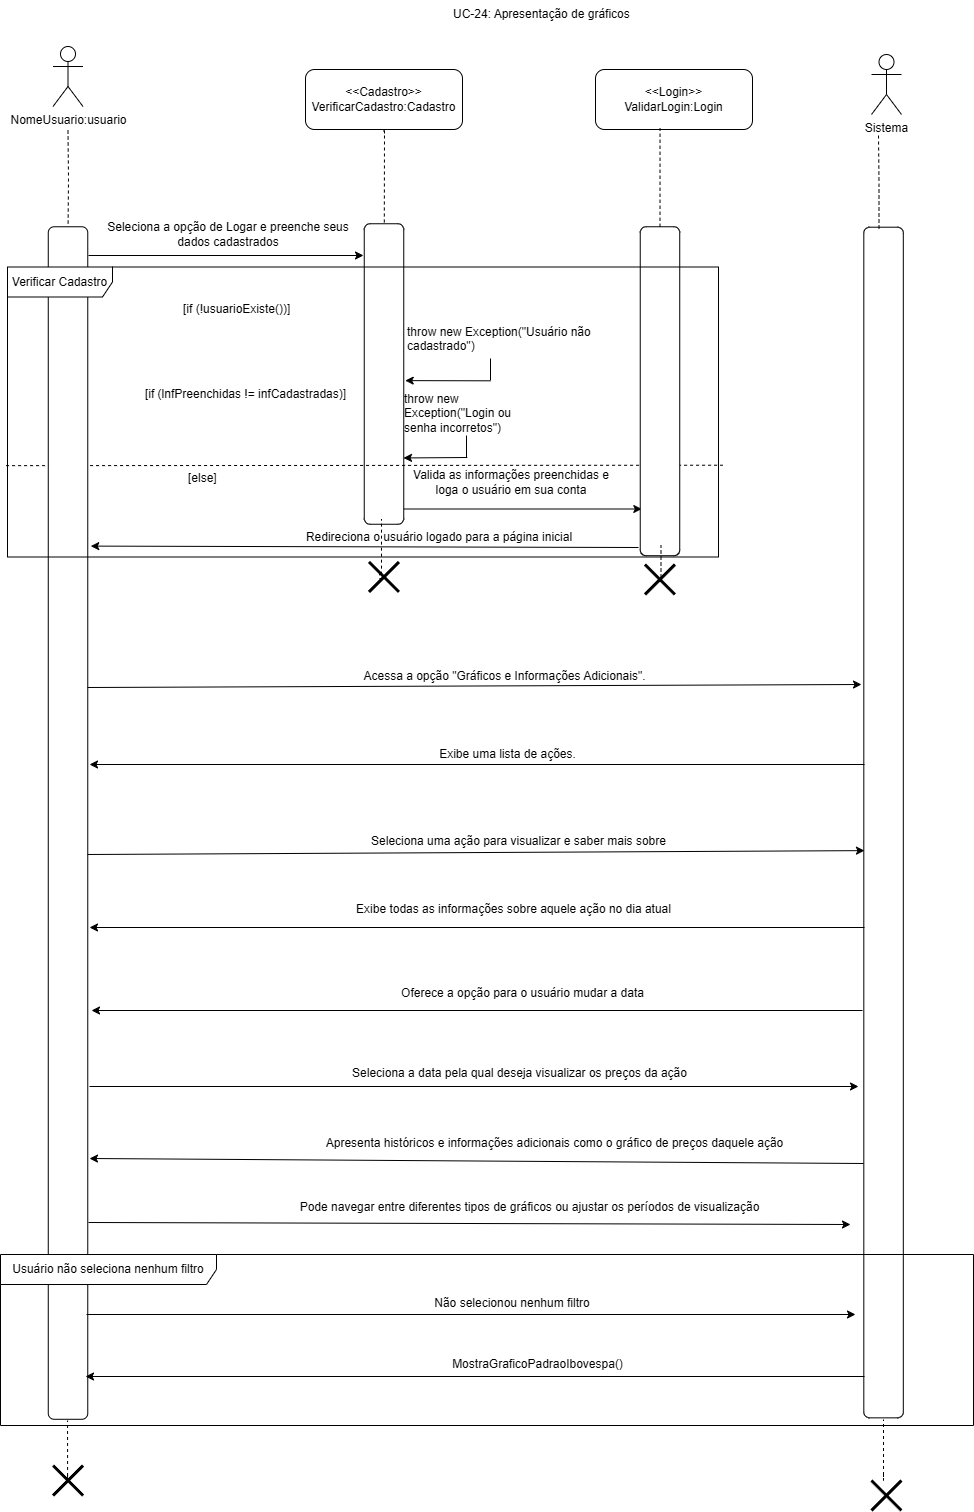 UC-24: Apresentação de gráficos
NomeUsuario:usuario
<<Cadastro>>
VerificarCadastro:Cadastro
<<Login>>
ValidarLogin:Login
Sistema
Seleciona a opção de Logar e preenche seus
dados cadastrados
Verificar Cadastro
[if (!usuarioExiste())]
throw new Exception("Usuário não
cadastrado")
[if (InfPreenchidas != infCadastradas)]
throw new
Exception("Login ou
senha incorretos")
[else]
Valida as informações preenchidas e
loga o usuário em sua conta
Redireciona o usuário logado para a página inicial
Acessa a opção "Gráficos e Informações Adicionais".
Exibe uma lista de ações.
Seleciona uma ação para visualizar e saber mais sobre
Exibe todas as informações sobre aquele ação no dia atual
Oferece a opção para o usuário mudar a data
Seleciona a data pela qual deseja visualizar os preços da ação
Apresenta históricos e informações adicionais como o gráfico de preços daquele ação
Pode navegar entre diferentes tipos de gráficos ou ajustar os períodos de visualização
Usuário não seleciona nenhum filtro
Não selecionou nenhum filtro
MostraGraficoPadraoIbovespa()